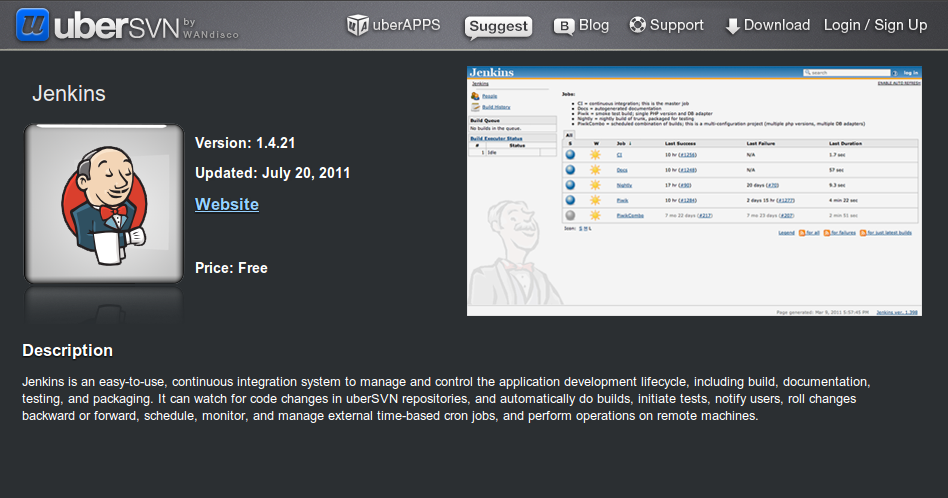 uberSVN by WANdisco
uberAPPS
Suggest
B Blog
Support
Download
Login / Sign Up
Jenkins
Version: 1.4.21
Updated: July 20, 2011
Website
Price: Free
Jenkins
search
log in
Jenkins
ENABLE AUTO REFRESH
People
Build History
Build Queue
No builds in the queue.
Build Executor Status
# Status
1 Idle
Jobs:
CI = continuous integration; this is the master job
Docs = autogenerated documentation
Piwik = smoke test build; single PHP version and DB adapter
Nightly = nightly build of trunk, packaged for testing
PiwikCombo = scheduled combination of builds; this is a multi-configuration project (multiple php versions, multiple DB adapters)
All
S W Job ↓ Last Success Last Failure Last Duration
CI 10 hr (#1256) N/A 1.7 sec
Docs 10 hr (#1248) N/A 57 sec
Nightly 17 hr (#90) 20 days (#70) 9.3 sec
Piwik 10 hr (#1284) 2 days 15 hr (#1277) 4 min 22 sec
PiwikCombo 7 mo 22 days (#217) 7 mo 23 days (#207) 2 min 51 sec
Icon: S M L
Legend for all for failures for just latest builds
Page generated: Mar 6, 2011 5:57:45 PM Jenkins ver. 1.398
Description
Jenkins is an easy-to-use, continuous integration system to manage and control the application development lifecycle, including build, documentation,
testing, and packaging. It can watch for code changes in uberSVN repositories, and automatically do builds, initiate tests, notify users, roll changes
backward or forward, schedule, monitor, and manage external time-based cron jobs, and perform operations on remote machines.